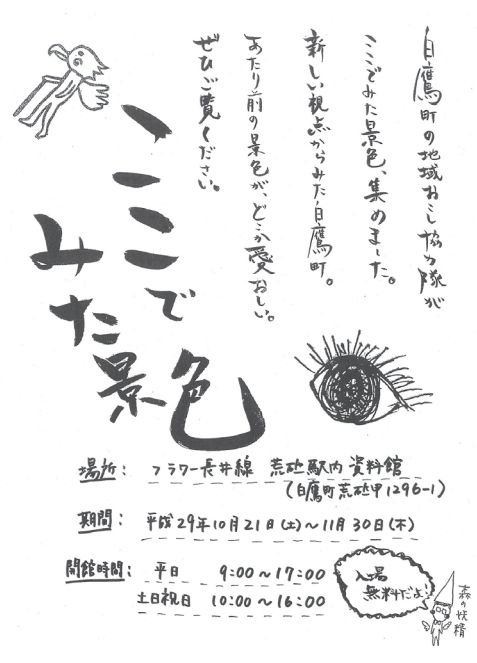 白鷹町の地域おこし協力隊が
ここでみた景色、集めました。
新しい視点からみた白鷹町。
あたり前の景色が、どこか愛おしい。
ぜひご覧ください。
ここで
みた
景色
場所: フラワー長井線 荒砥駅内 資料館
(白鷹町荒砥甲1296-1)
期間: 平成29年10月21日(土)〜11月30日(木)
開館時間: 平日 9:00〜17:00
土日祝日 10:00〜16:00
入場
無料だよ
森の妖精